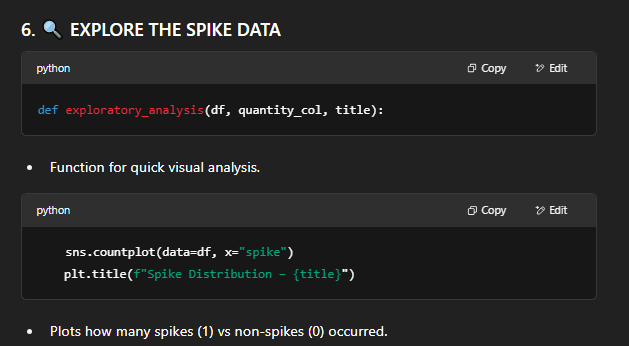 6. 🔍 EXPLORE THE SPIKE DATA
python
Copy
Edit
def exploratory_analysis(df, quantity_col, title):
• Function for quick visual analysis.
python
Copy
Edit
sns.countplot(data=df, x="spike")
plt.title(f"Spike Distribution – {title}")
• Plots how many spikes (1) vs non-spikes (0) occurred.